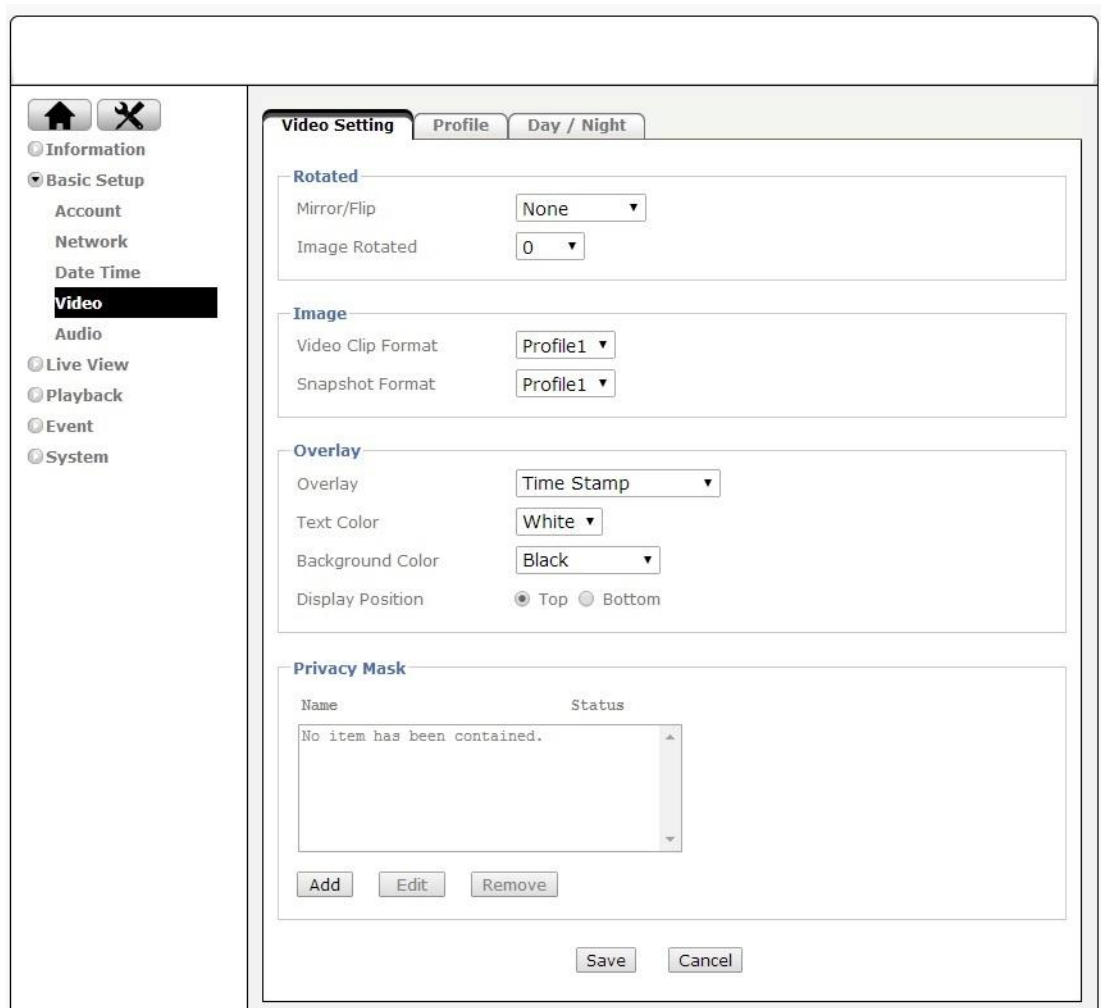 Information
Basic Setup
Account
Network
Date Time
Video
Audio
Live View
Playback
Event
System
Video Setting Profile Day / Night
Rotated
Mirror/Flip None
Image Rotated 0
Image
Video Clip Format Profile1
Snapshot Format Profile1
Overlay
Overlay Time Stamp
Text Color White
Background Color Black
Display Position Top Bottom
Privacy Mask
Name Status
No item has been contained.
Add Edit Remove
Save Cancel